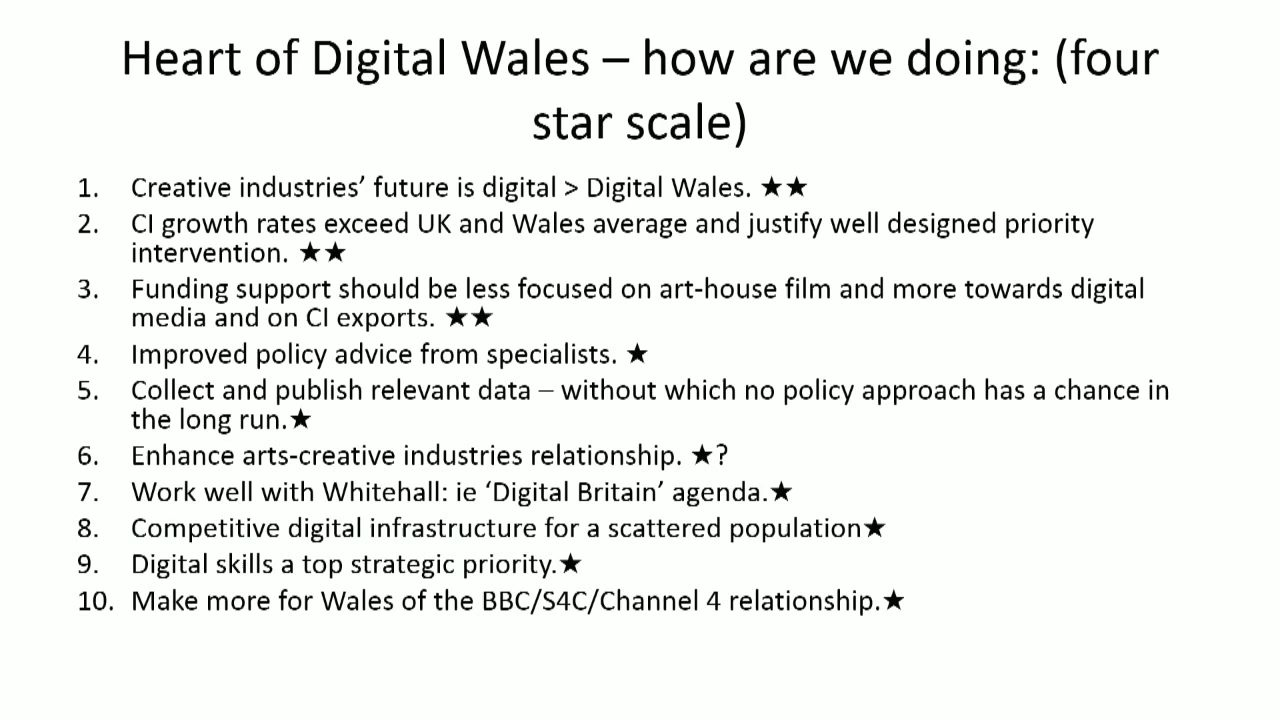 Heart of Digital Wales – how are we doing: (four
star scale)
1. Creative industries’ future is digital > Digital Wales. ★★
2. CI growth rates exceed UK and Wales average and justify well designed priority
intervention. ★★
3. Funding support should be less focused on art-house film and more towards digital
media and on CI exports. ★★
4. Improved policy advice from specialists. ★
5. Collect and publish relevant data – without which no policy approach has a chance in
the long run.★
6. Enhance arts-creative industries relationship. ★?
7. Work well with Whitehall: ie ‘Digital Britain’ agenda.★
8. Competitive digital infrastructure for a scattered population★
9. Digital skills a top strategic priority.★
10. Make more for Wales of the BBC/S4C/Channel 4 relationship.★